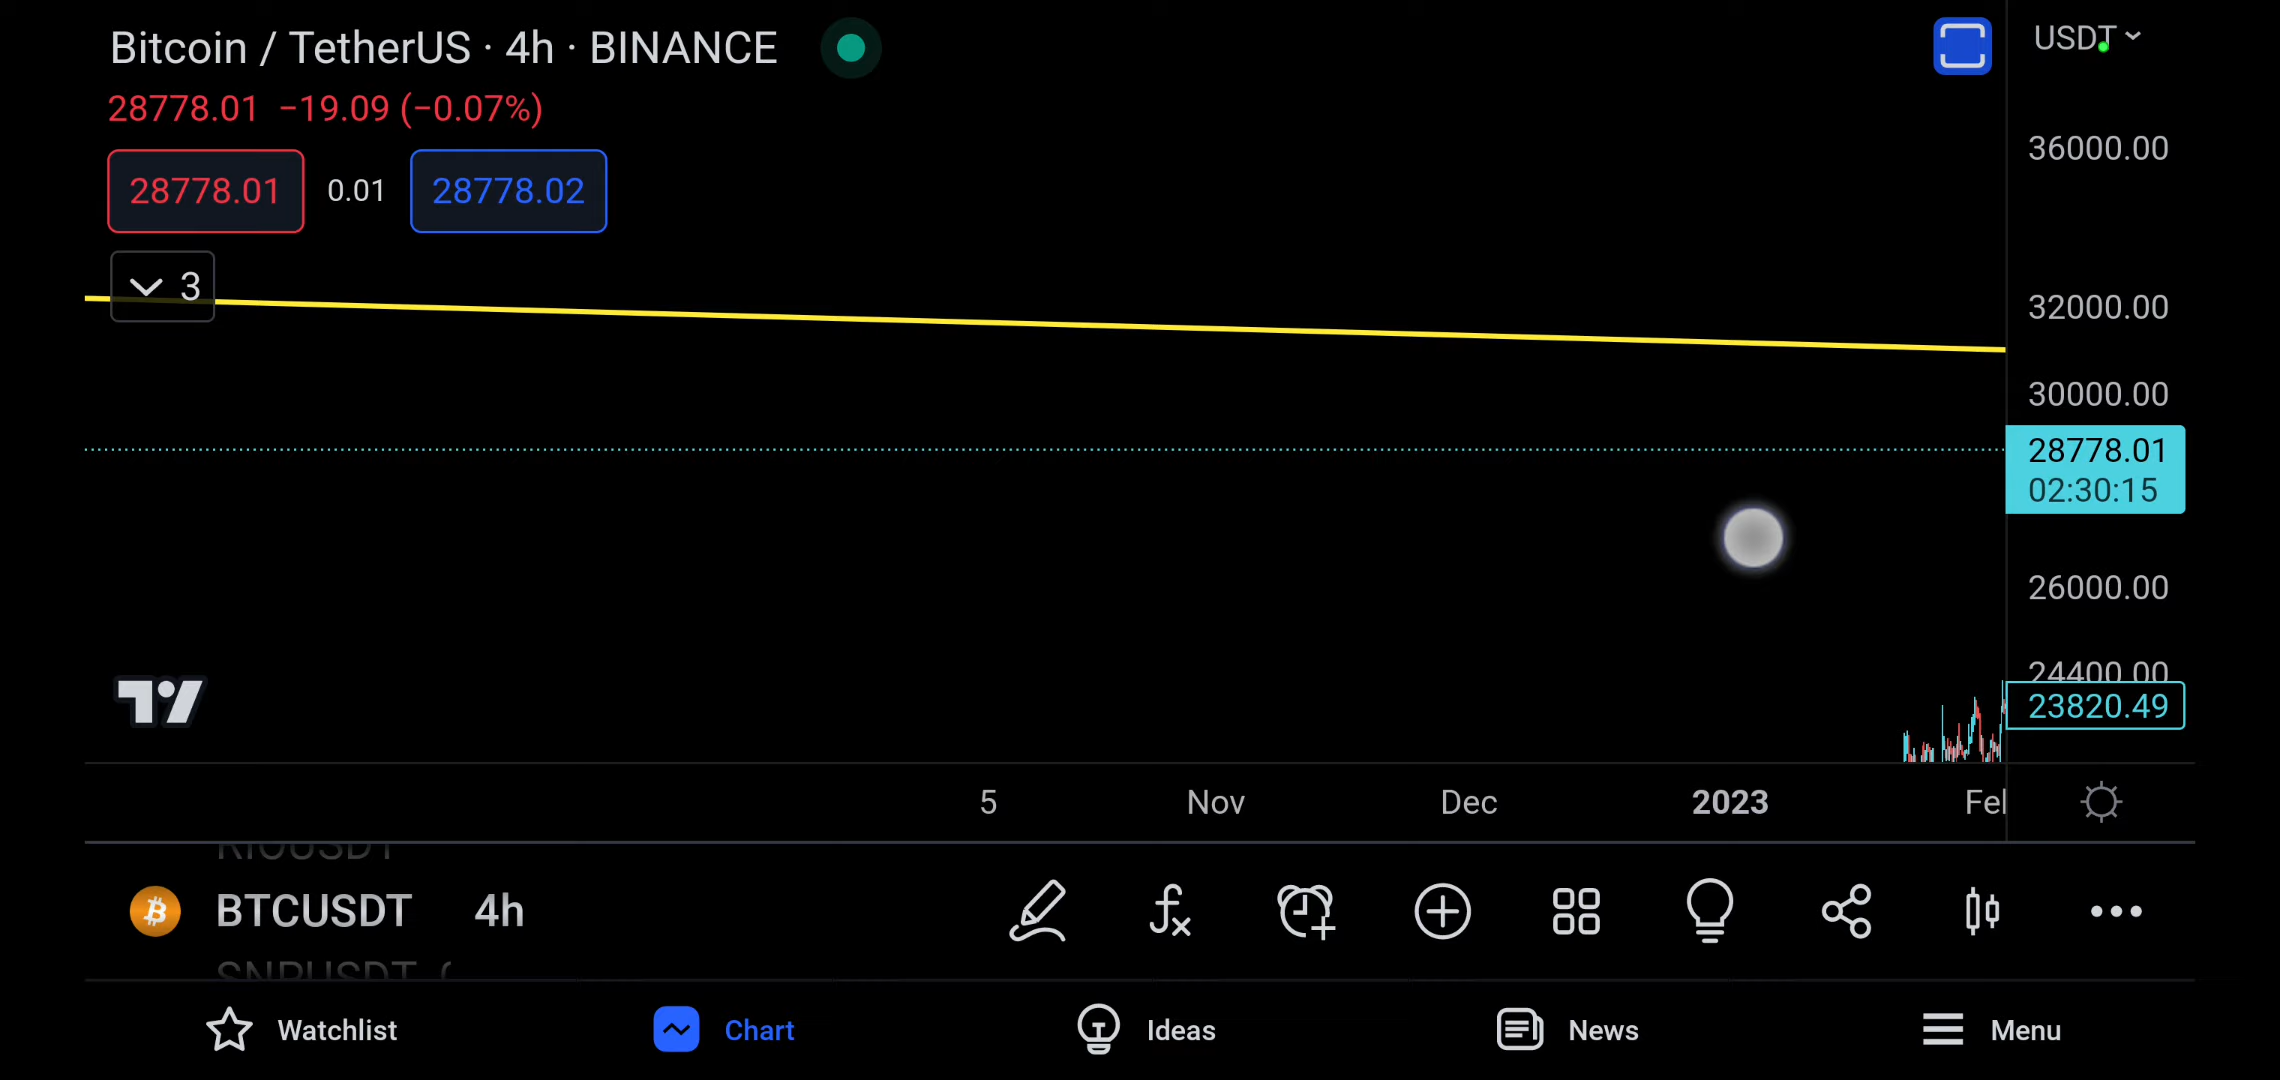 Bitcoin / TetherUS · 4h · BINANCE
USDT
28778.01 −19.09 (−0.07%)
28778.01 0.01 28778.02
3
36000.00
32000.00
30000.00
28778.01
02:30:15
26000.00
24400.00
23820.49
5 Nov Dec 2023 Fel
BTCUSDT 4h
Watchlist Chart Ideas News Menu